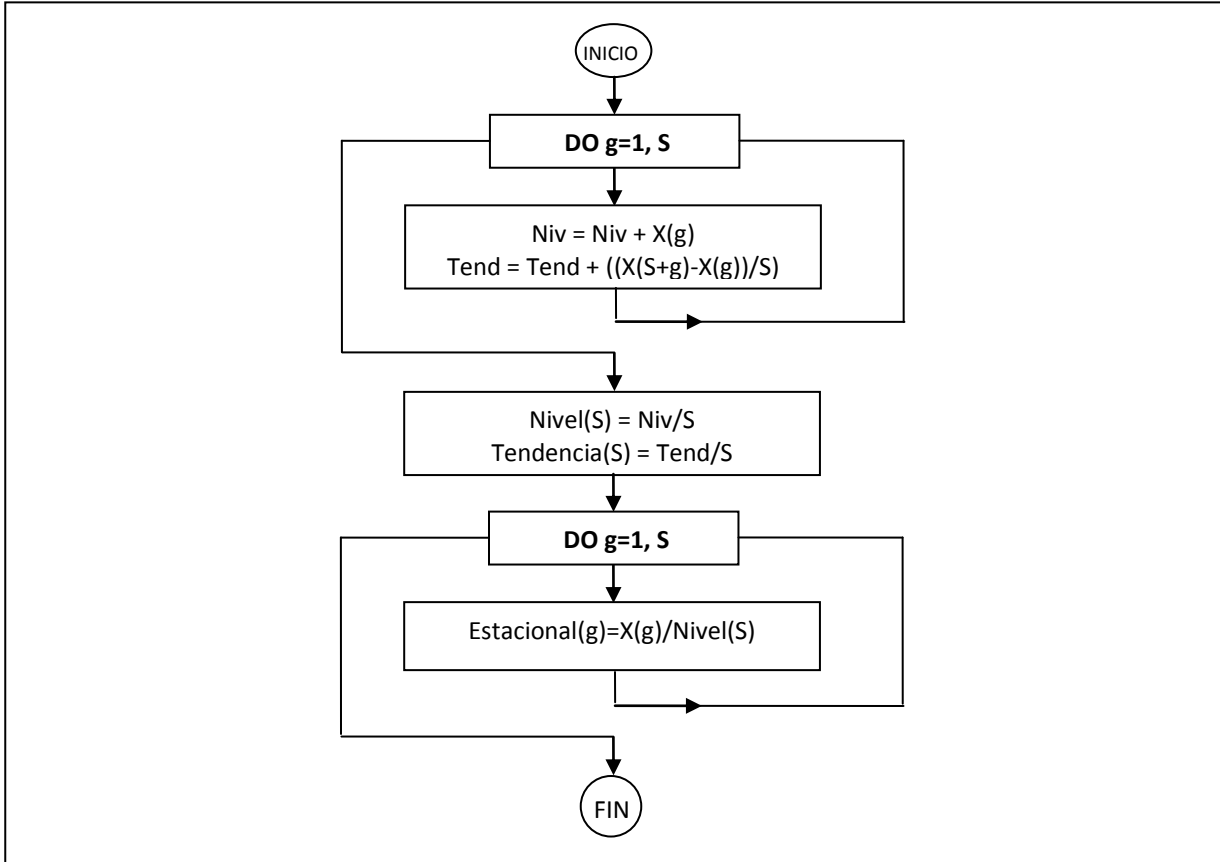 INICIO
DO g=1, S
Niv = Niv + X(g)
Tend = Tend + ((X(S+g)-X(g))/S)
Nivel(S) = Niv/S
Tendencia(S) = Tend/S
DO g=1, S
Estacional(g)=X(g)/Nivel(S)
FIN